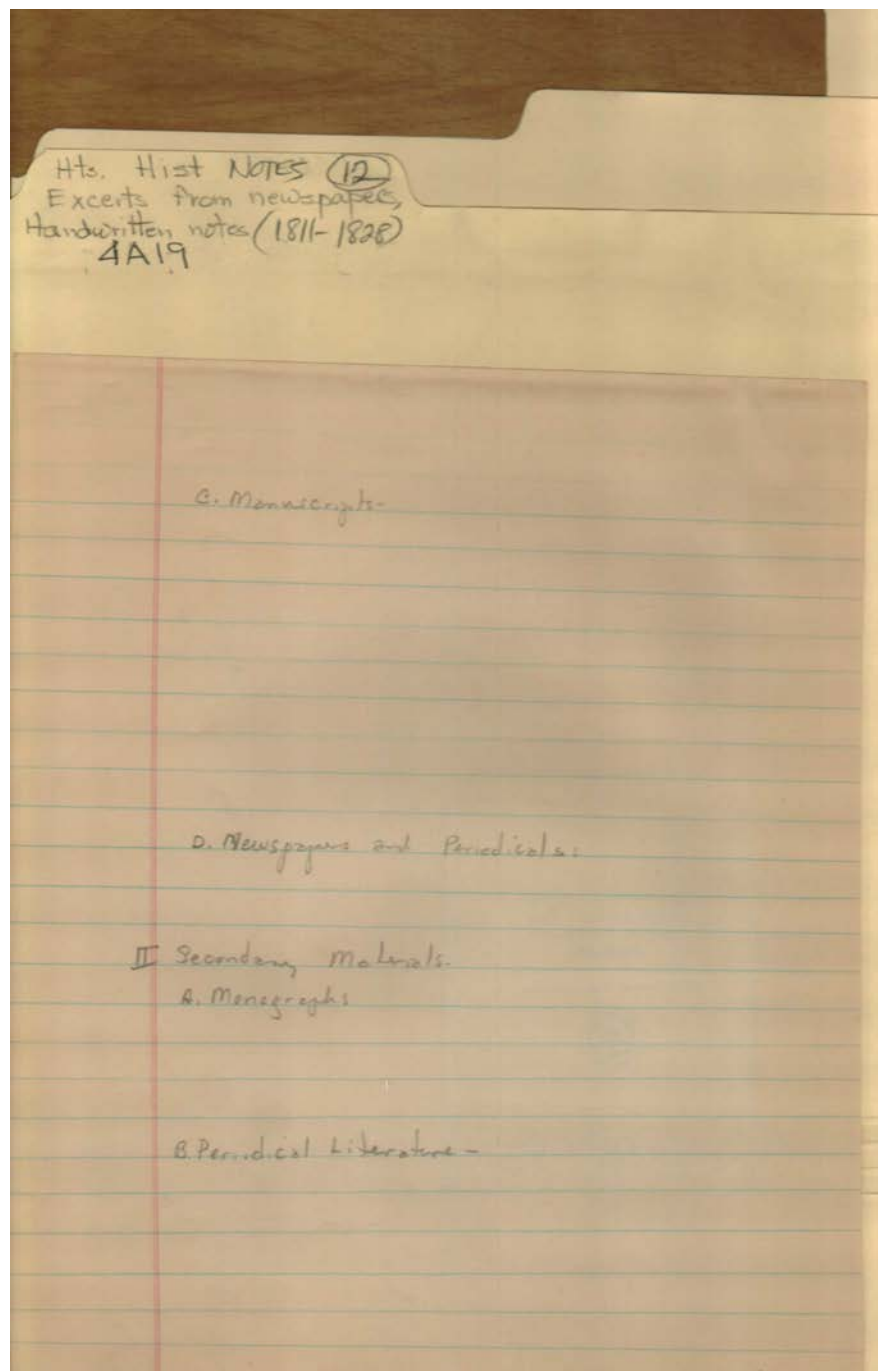 Hts. Hist NOTES (12)
Excerts from newspapers,
Handwritten notes (1811-1828)
4A19
C. Manuscripts-
D. Newspapers and Periodicals:
II Secondary Materials.
A. Monographs
B. Periodical Literature -